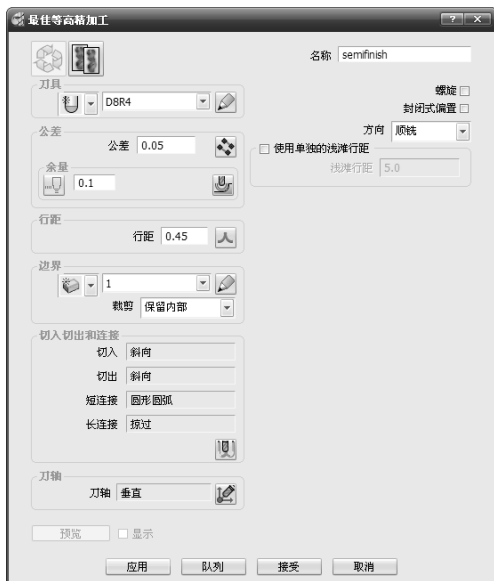 最佳等高精加工
名称 semifinish
刀具
D8R4
螺旋
封闭式偏置
公差
公差 0.05
方向 顺铣
使用单独的浅滩行距
浅滩行距 5.0
余量
0.1
行距
行距 0.45
边界
1
裁剪 保留内部
切入切出和连接
切入 斜向
切出 斜向
短连接 圆形圆弧
长连接 掠过
刀轴
刀轴 垂直
预览 显示
应用 队列 接受 取消